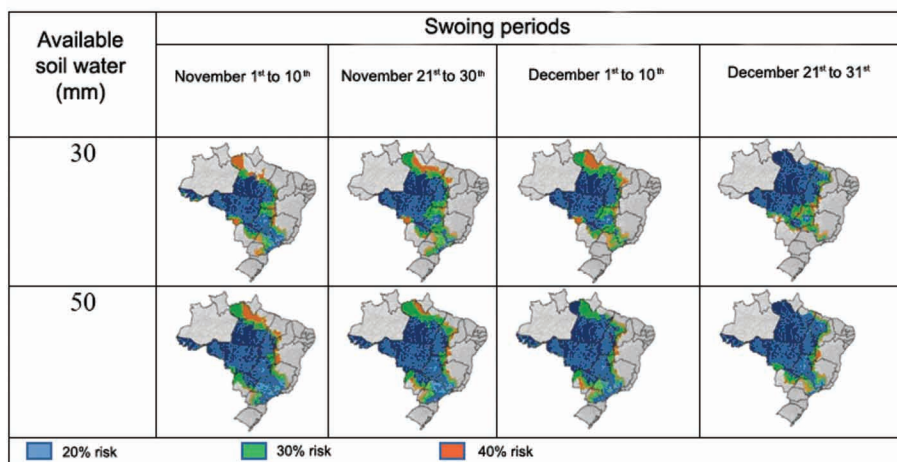 Available
soil water
(mm)
Swoing periods
November 1st to 10th
November 21st to 30th
December 1st to 10th
December 21st to 31st
30
50
20% risk
30% risk
40% risk